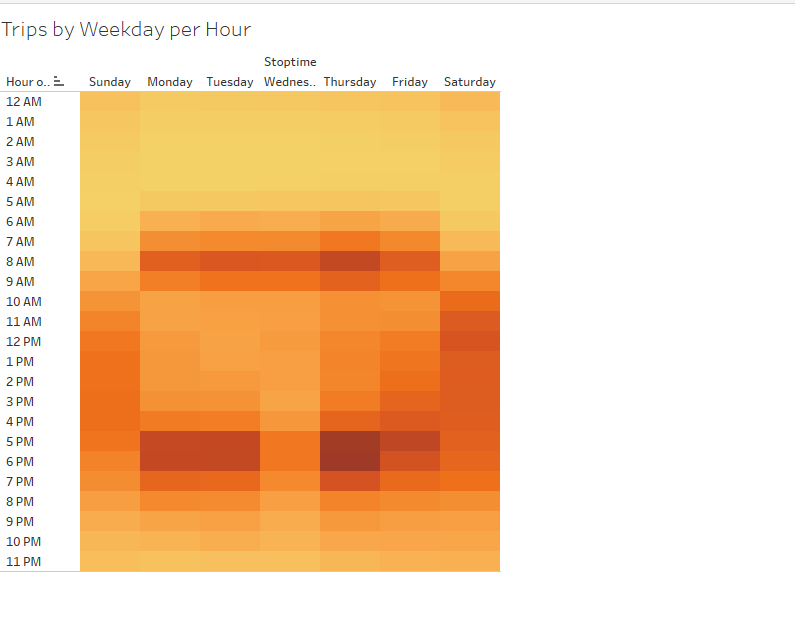 Trips by Weekday per Hour
Stoptime
Hour o.. Sunday Monday Tuesday Wednes.. Thursday Friday Saturday
12 AM
1 AM
2 AM
3 AM
4 AM
5 AM
6 AM
7 AM
8 AM
9 AM
10 AM
11 AM
12 PM
1 PM
2 PM
3 PM
4 PM
5 PM
6 PM
7 PM
8 PM
9 PM
10 PM
11 PM